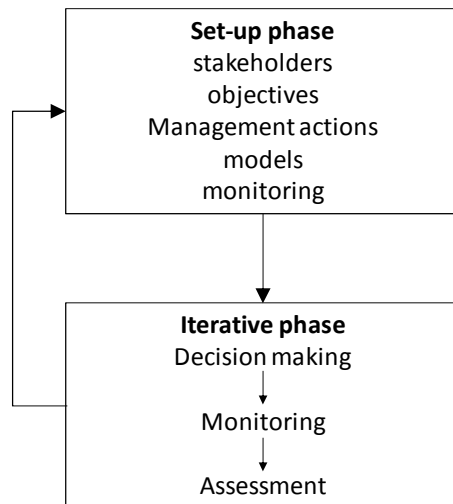 Set-up phase
stakeholders
objectives
Management actions
models
monitoring
Iterative phase
Decision making
Monitoring
Assessment